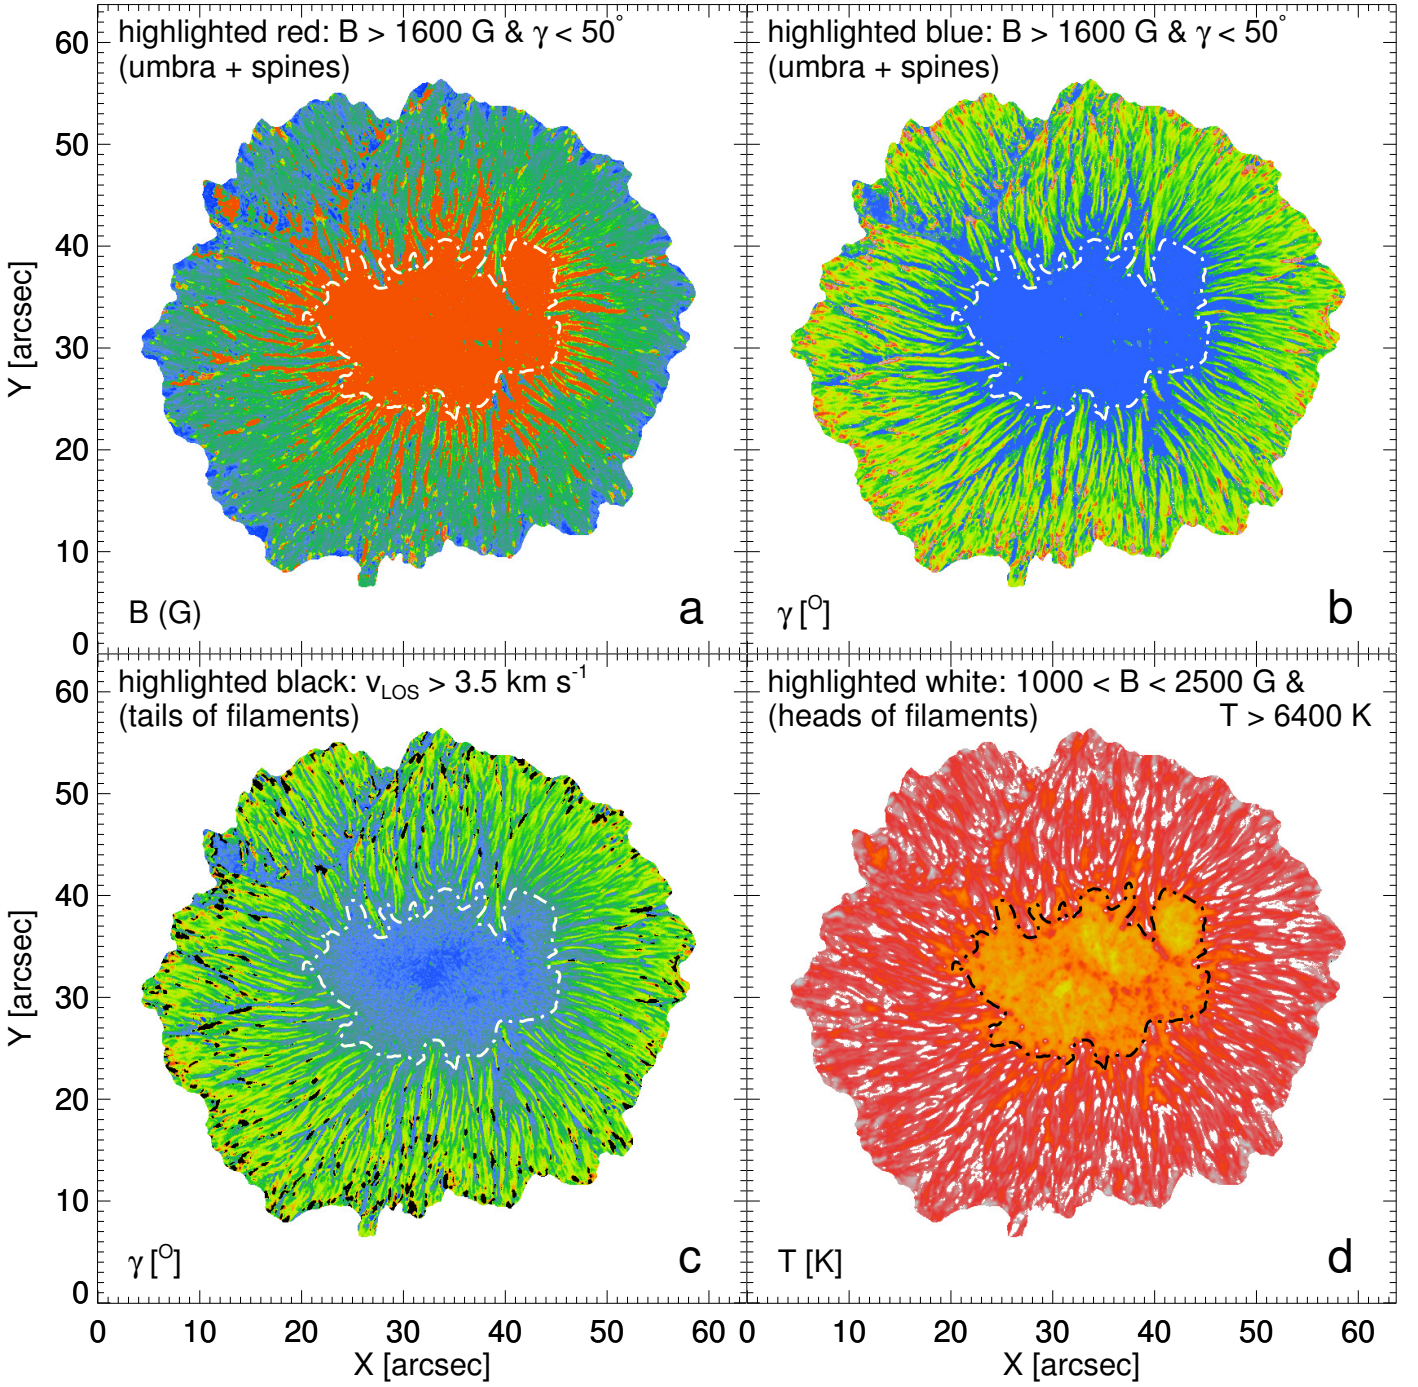 highlighted red: B > 1600 G & γ < 50°
(umbra + spines)
60
50
40
30
20
10
0
Y [arcsec]
B (G)
a
highlighted blue: B > 1600 G & γ < 50°
(umbra + spines)
γ [O]
b
highlighted black: vLOS > 3.5 km s-1
(tails of filaments)
60
50
40
30
20
10
0
Y [arcsec]
γ [O]
c
0 10 20 30 40 50 60
X [arcsec]
highlighted white: 1000 < B < 2500 G &
(heads of filaments) T > 6400 K
T [K]
d
0 10 20 30 40 50 60
X [arcsec]